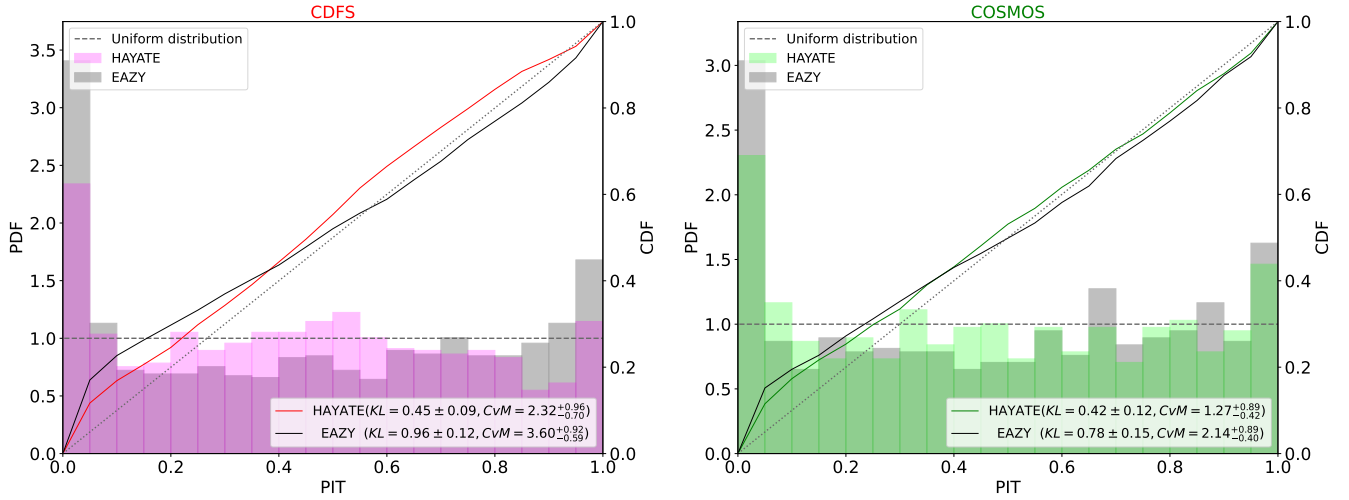 CDFS
Uniform distribution
HAYATE
EAZY
3.5
3.0
2.5
2.0
1.5
1.0
0.5
0.0
PDF
1.0
0.8
0.6
0.4
0.2
0.0
CDF
HAYATE(KL = 0.45 ± 0.09, CvM = 2.32^{+0.96}_{-0.70})
EAZY (KL = 0.96 ± 0.12, CvM = 3.60^{+0.92}_{-0.59})
0.0 0.2 0.4 0.6 0.8 1.0
PIT
COSMOS
Uniform distribution
HAYATE
EAZY
3.0
2.5
2.0
1.5
1.0
0.5
0.0
PDF
1.0
0.8
0.6
0.4
0.2
0.0
CDF
HAYATE(KL = 0.42 ± 0.12, CvM = 1.27^{+0.89}_{-0.42})
EAZY (KL = 0.78 ± 0.15, CvM = 2.14^{+0.89}_{-0.40})
0.0 0.2 0.4 0.6 0.8 1.0
PIT